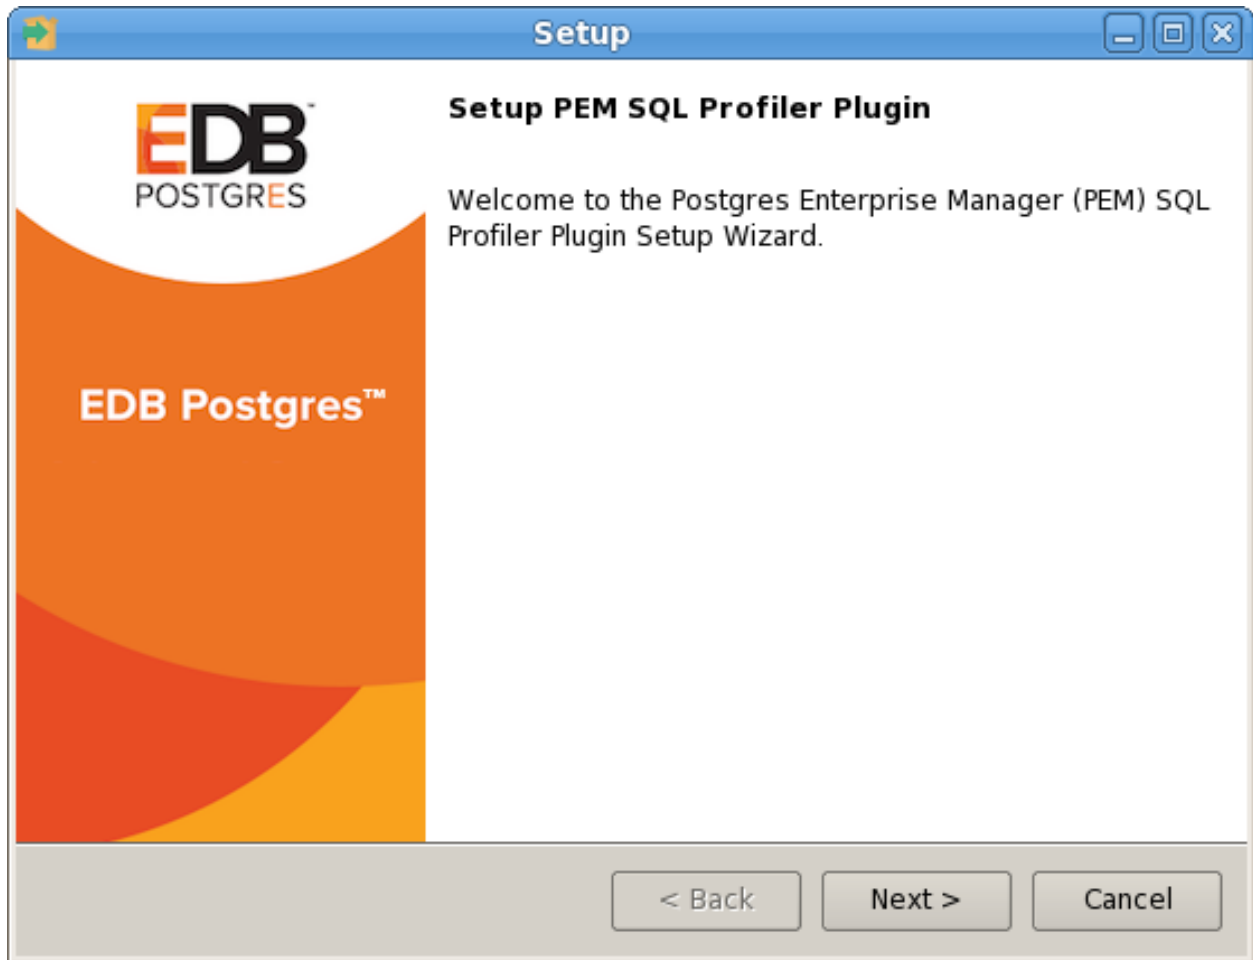 Setup
EDB™
POSTGRES
EDB Postgres™
Setup PEM SQL Profiler Plugin
Welcome to the Postgres Enterprise Manager (PEM) SQL
Profiler Plugin Setup Wizard.
< Back
Next >
Cancel